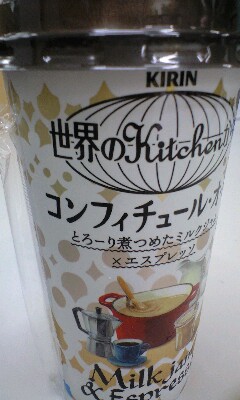 KIRIN
世界のKitchen
コンフィチュール・オ
とろーり煮つめたミルクジャ
×エスプレッソ
Milk jam
& Espr